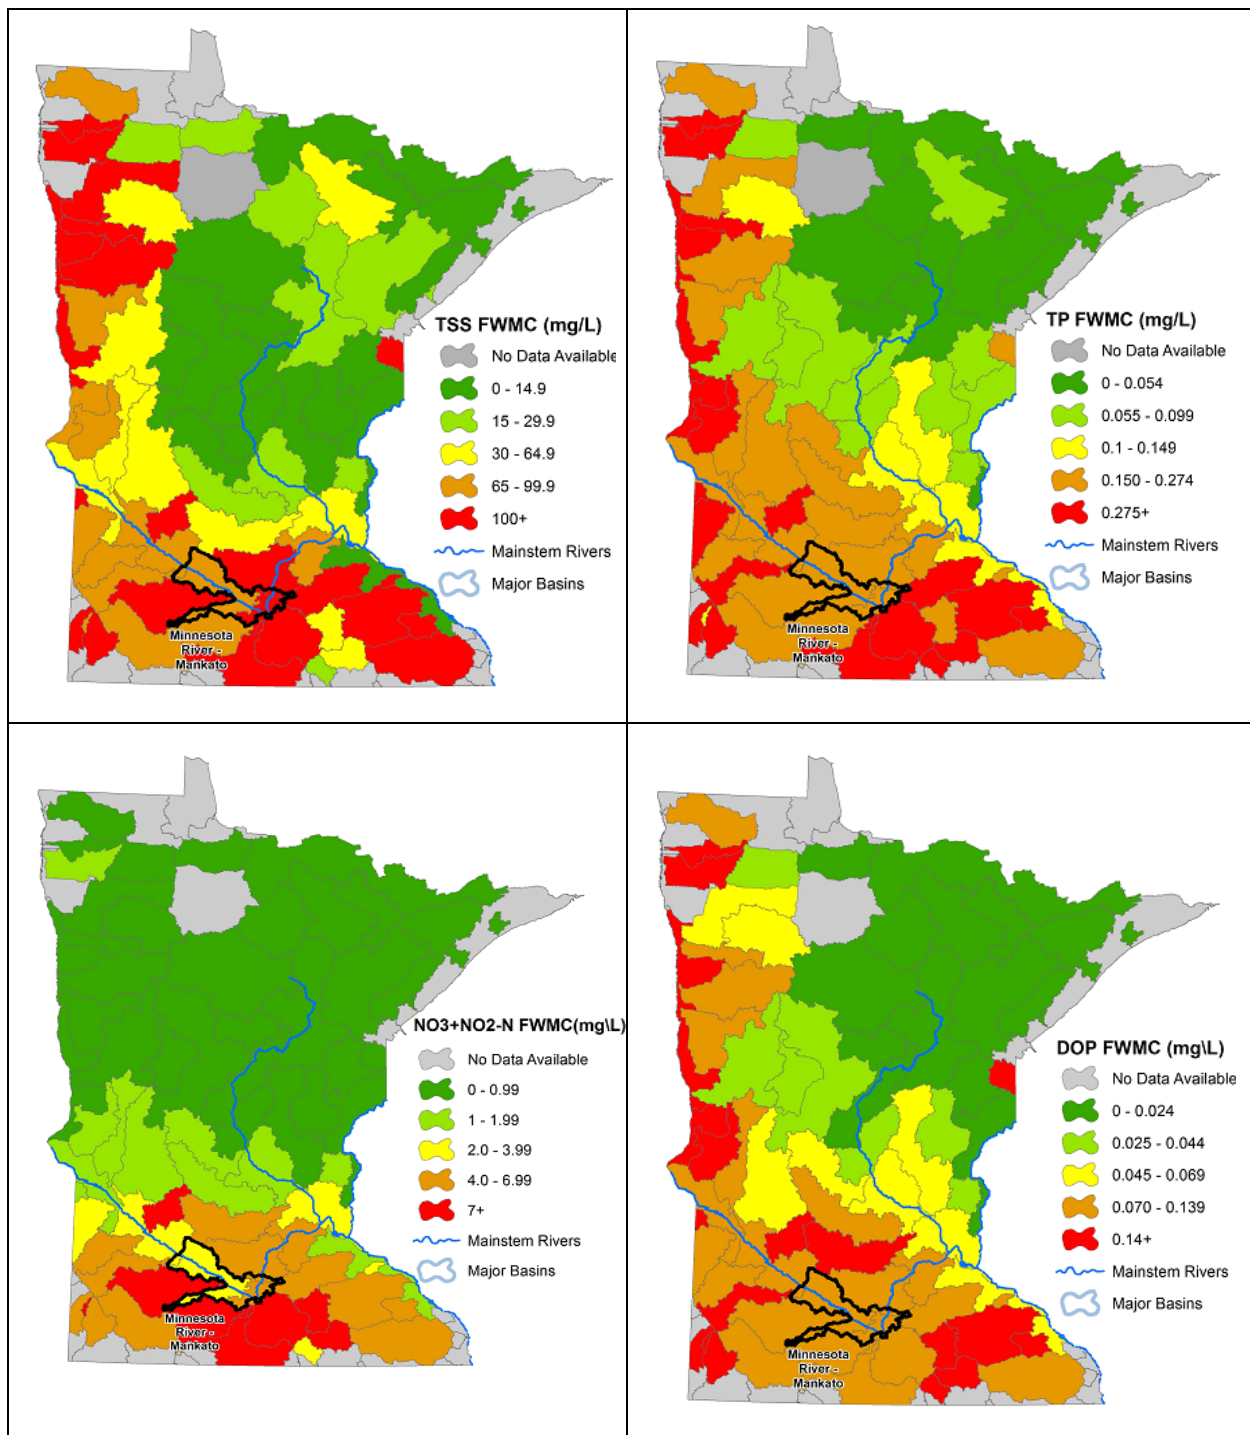 TSS FWMC (mg/L)
No Data Available
0 - 14.9
15 - 29.9
30 - 64.9
65 - 99.9
100+
Mainstem Rivers
Major Basins
Minnesota
River -
Mankato
TP FWMC (mg/L)
No Data Available
0 - 0.054
0.055 - 0.099
0.1 - 0.149
0.150 - 0.274
0.275+
Mainstem Rivers
Major Basins
Minnesota
River -
Mankato
NO3+NO2-N FWMC(mg\L)
No Data Available
0 - 0.99
1 - 1.99
2.0 - 3.99
4.0 - 6.99
7+
Mainstem Rivers
Major Basins
Minnesota
River -
Mankato
DOP FWMC (mg\L)
No Data Available
0 - 0.024
0.025 - 0.044
0.045 - 0.069
0.070 - 0.139
0.14+
Mainstem Rivers
Major Basins
Minnesota
River -
Mankato